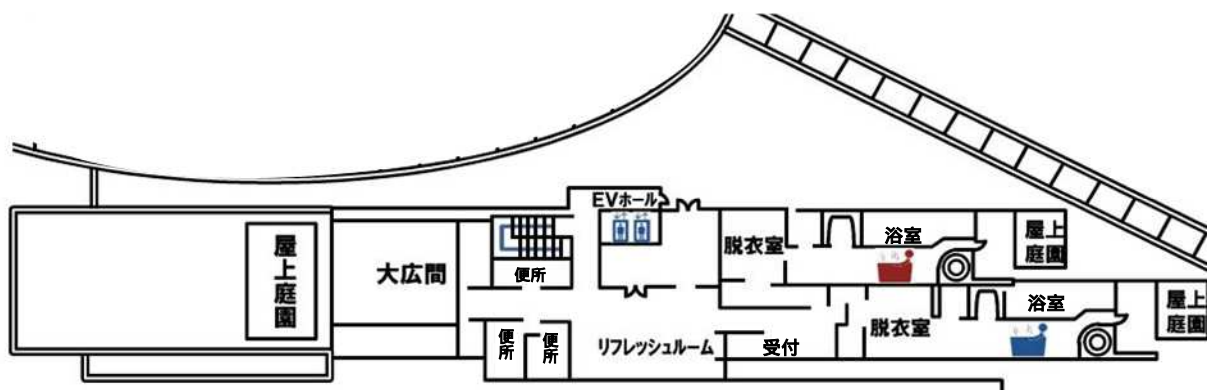 EVホール
脱衣室
浴室
屋上
庭園
屋上庭園
大広間
便所
浴室
屋上
庭園
脱衣室
便所
便所
リフレッシュルーム
受付